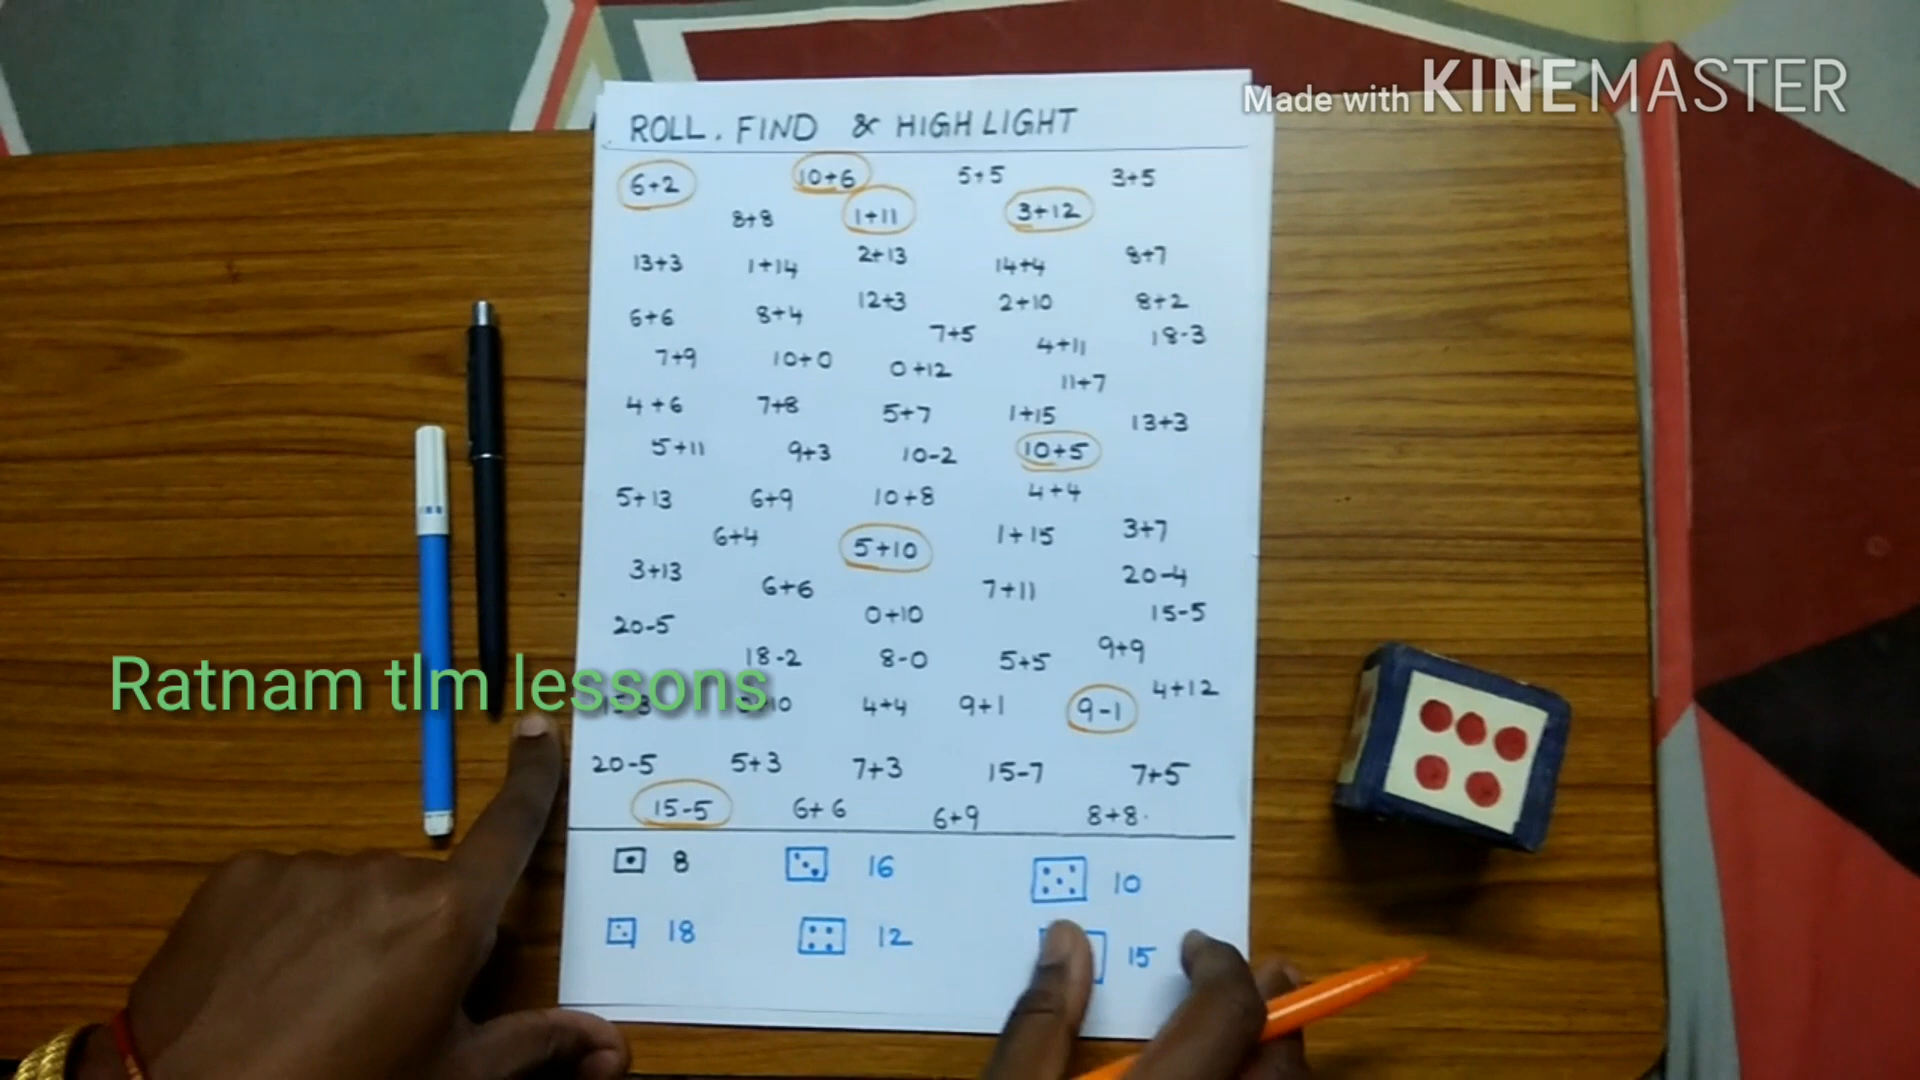 Made with KINEMASTER
ROLL. FIND & HIGHLIGHT
6+2 10+6 5+5 3+5
8+8 1+11 3+12
13+3 1+14 2+13 14+4 8+7
6+6 8+4 12+3 2+10 8+2
7+5 4+11 18-3
7+9 10+0 0+12 11+7
4+6 7+8 5+7 1+15 13+3
5+11 9+3 10-2 10+5
5+13 6+9 10+8 4+4
6+4 5+10 1+15 3+7
3+13 6+6 7+11 20-4
20-5 0+10 15-5
18-2 8-0 5+5 9+9
Ratnam tlm lessons
4+4 9+1 9-1 4+12
20-5 5+3 7+3 15-7 7+5
15-5 6+6 6+9 8+8.
8 16 10
18 12 15